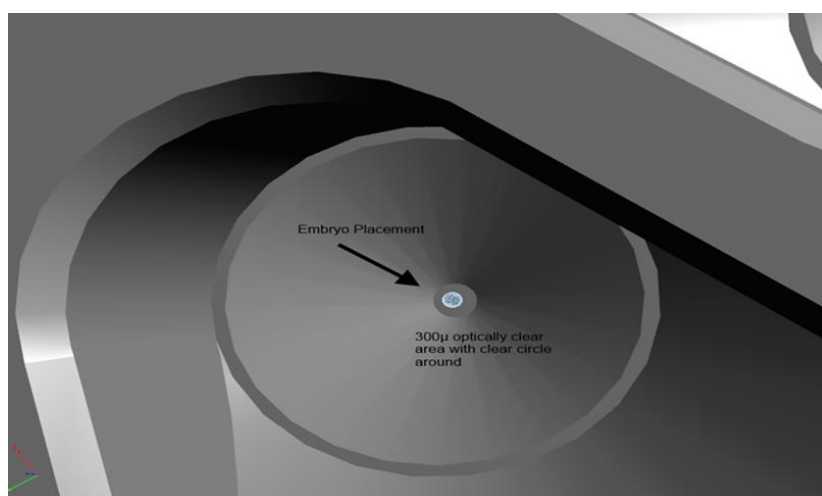 Embryo Placement
300μ optically clear
area with clear circle
around